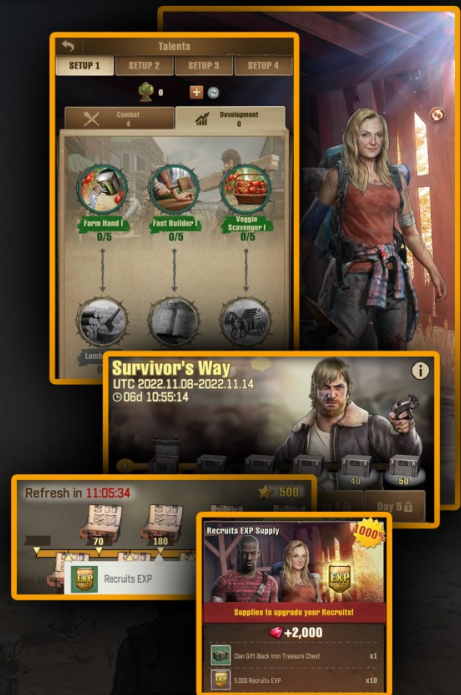 Talents
SETUP 1
SETUP 2
SETUP 3
SETUP 4
0
Combat
4
Development
0
Farm Hand I
0/5
Fast Builder I
0/5
Veggie
Scavenger I
0/5
Survivor's Way
UTC 2022.11.08-2022.11.14
06d 10:55:14
40
50
Day 5
Refresh in 11:05:34
500
70
180
EXP
Recruits EXP
Recruits EXP Supply
1000%
EXP
Supplies to upgrade your Recruits!
+2,000
Clan Gift Black Iron Treasure Chest
x1
EXP
5,000 Recruits EXP
x10